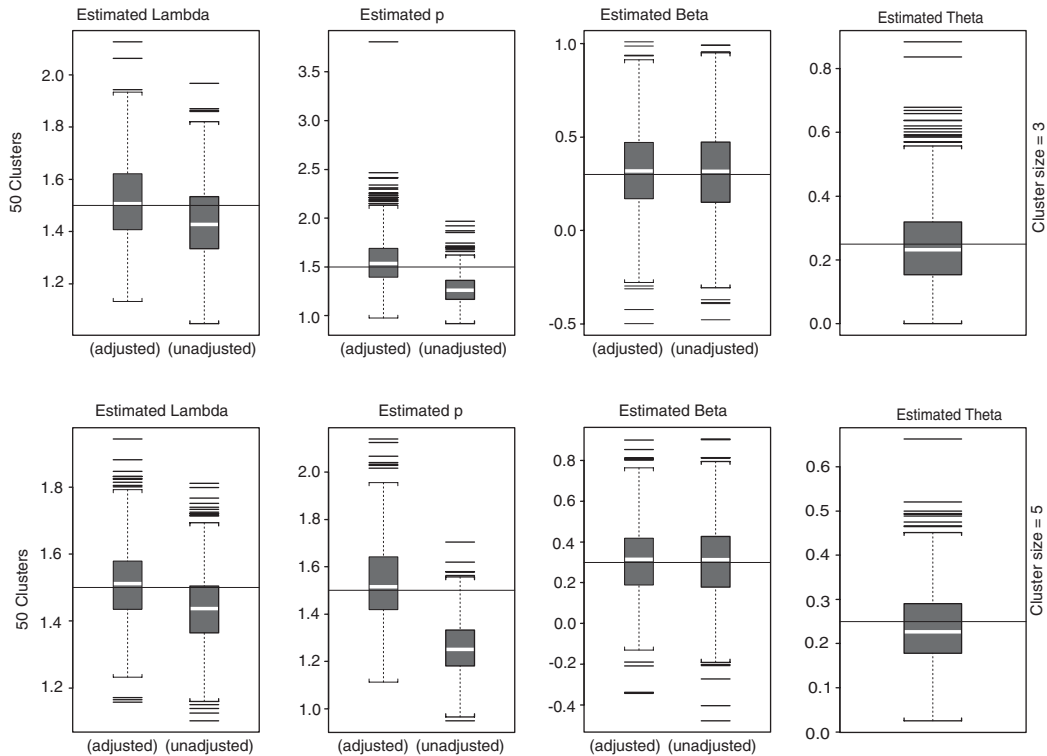 Estimated Lambda
Estimated p
Estimated Beta
Estimated Theta
50 Clusters
2.0
1.8
1.6
1.4
1.2
3.5
3.0
2.5
2.0
1.5
1.0
1.0
0.5
0.0
-0.5
0.8
0.6
0.4
0.2
0.0
Cluster size = 3
(adjusted) (unadjusted)
(adjusted) (unadjusted)
(adjusted) (unadjusted)
Estimated Lambda
Estimated p
Estimated Beta
Estimated Theta
50 Clusters
1.8
1.6
1.4
1.2
2.0
1.8
1.6
1.4
1.2
1.0
0.8
0.6
0.4
0.2
0.0
-0.2
-0.4
0.6
0.5
0.4
0.3
0.2
0.1
0.0
Cluster size = 5
(adjusted) (unadjusted)
(adjusted) (unadjusted)
(adjusted) (unadjusted)